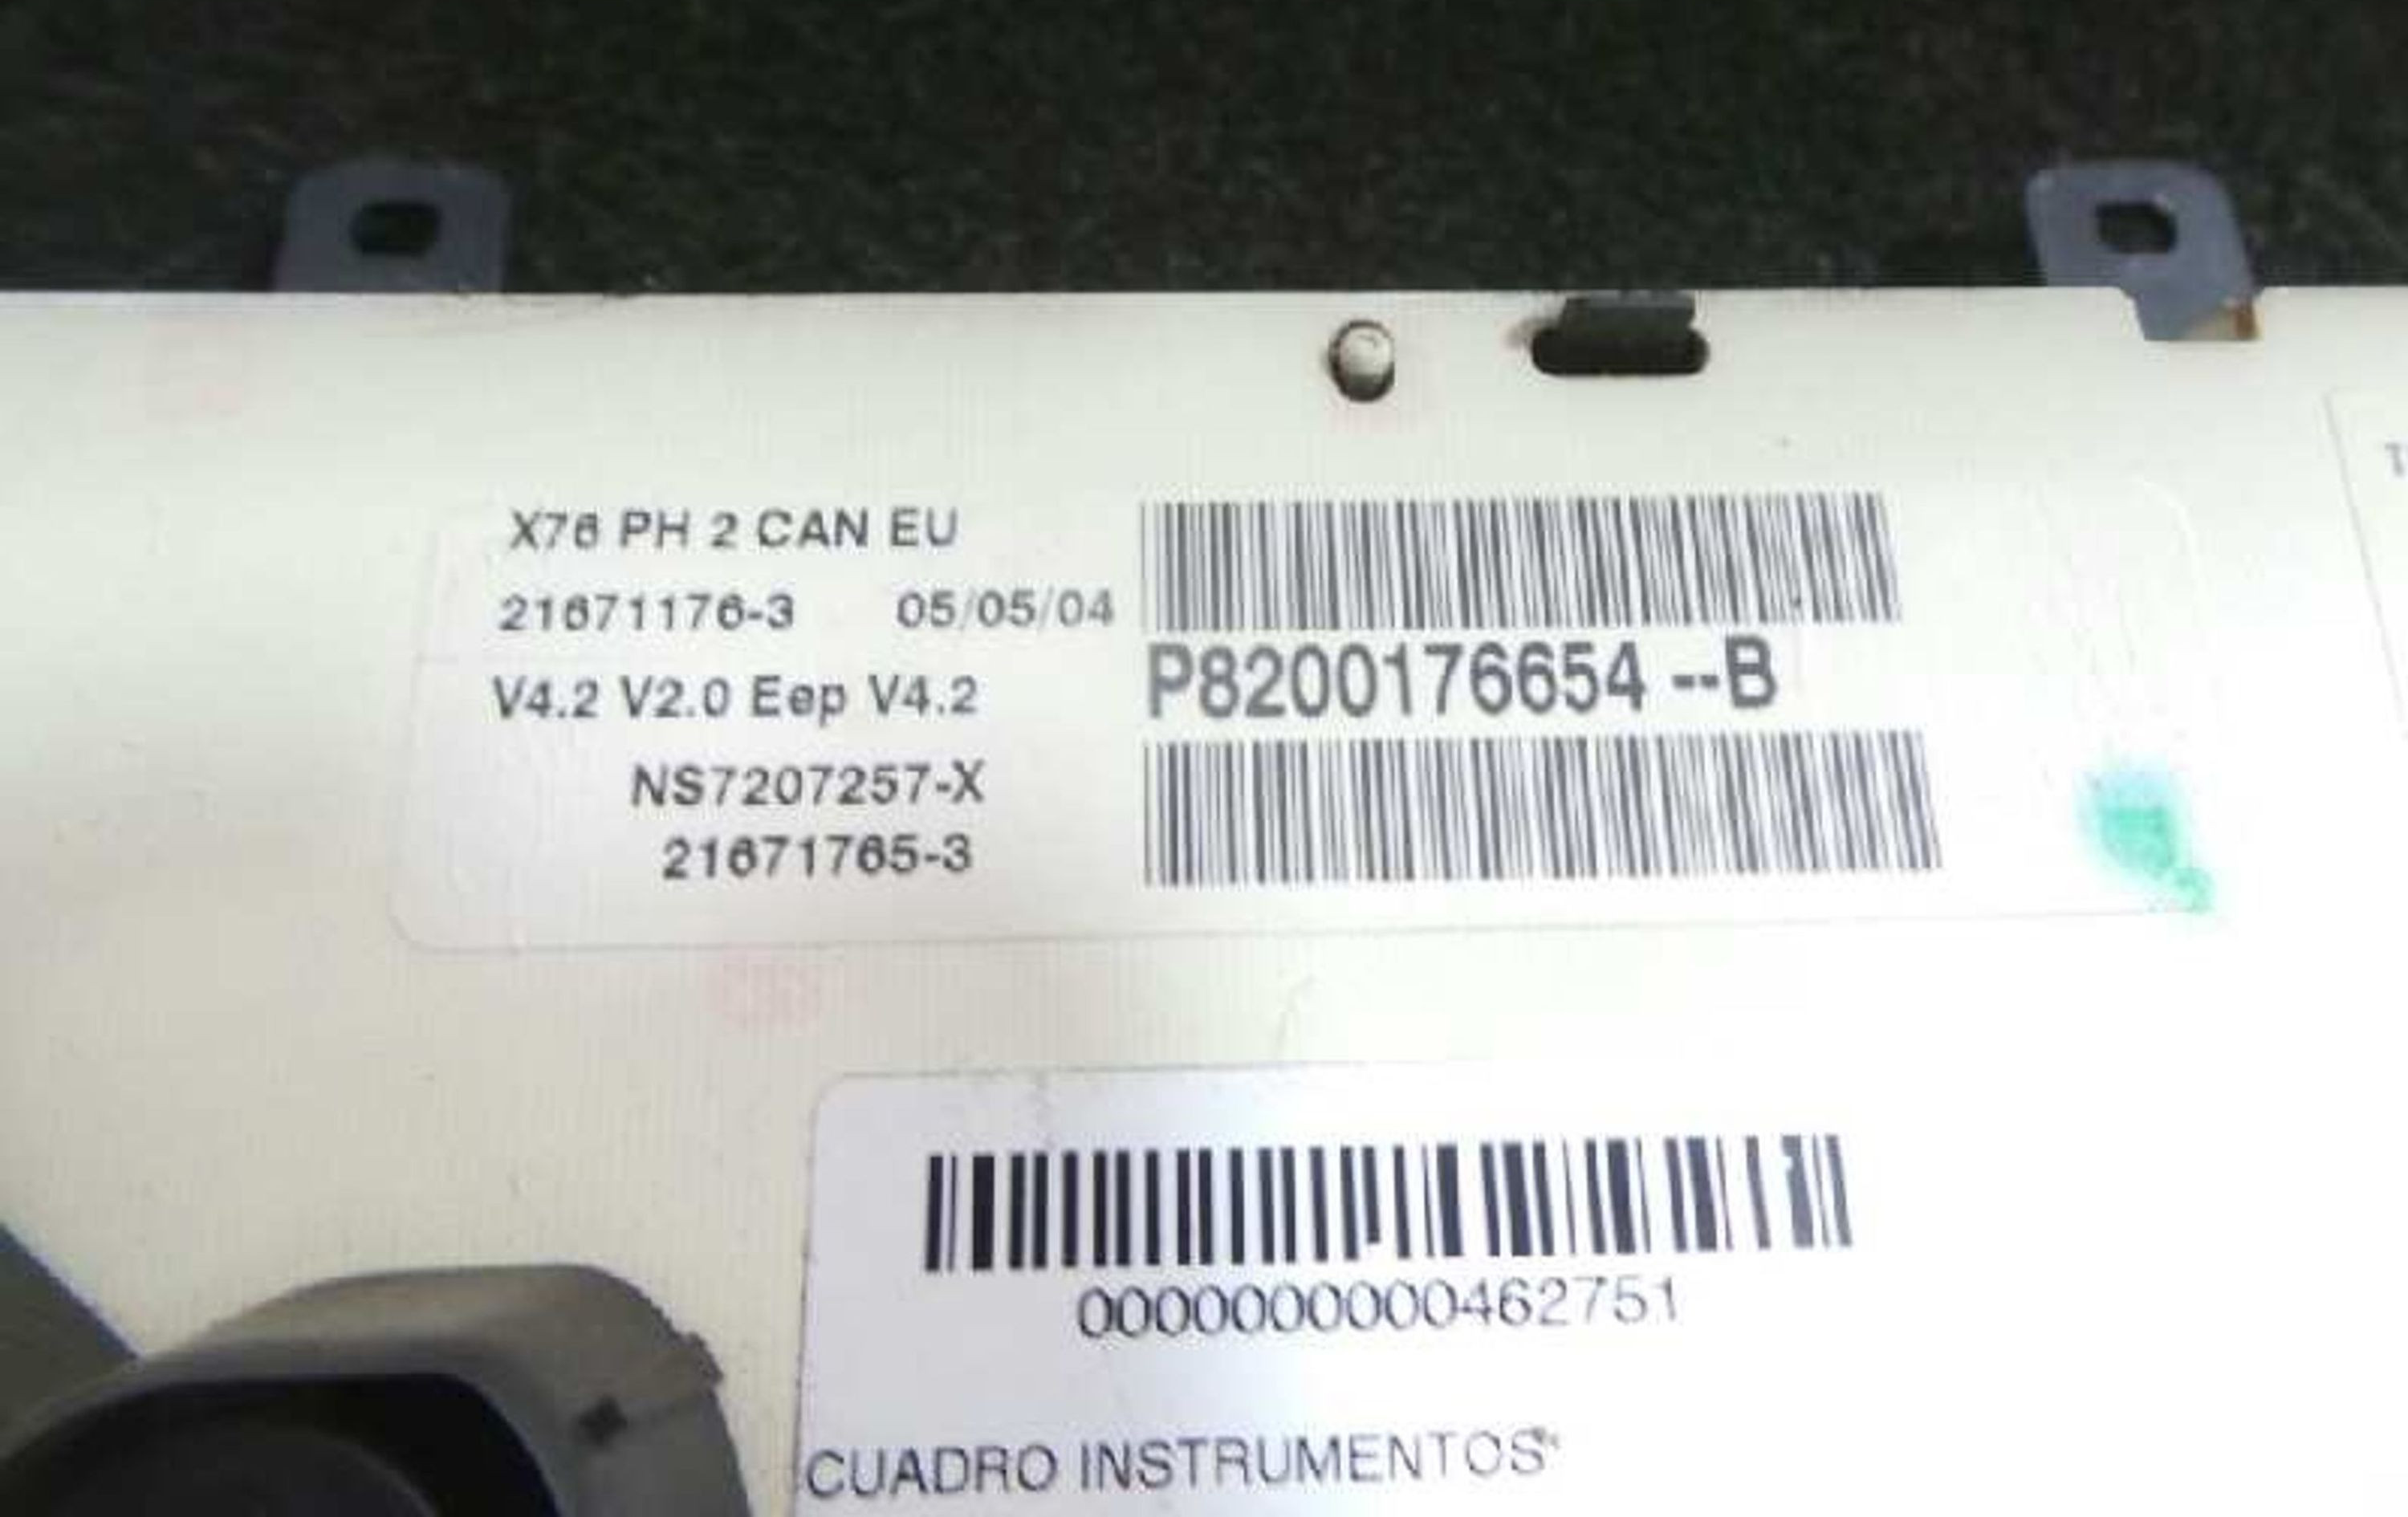 X76 PH 2 CAN EU
21671176-3 05/05/04
V4.2 V2.0 Eep V4.2
NS7207257-X
21671765-3
P8200176654 --B
0000000000462751
CUADRO INSTRUMENTOS